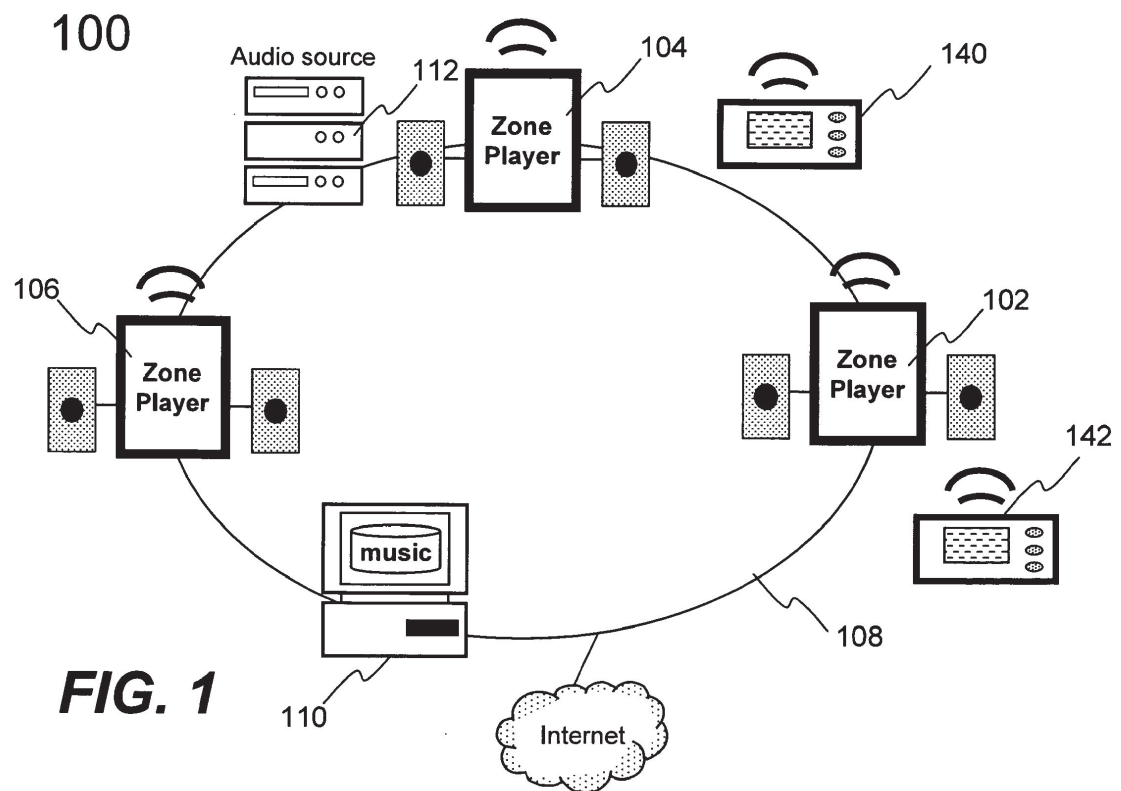 100
Audio source
112
104
140
Zone
Player
106
102
Zone
Player
Zone
Player
142
music
108
FIG. 1
110
Internet